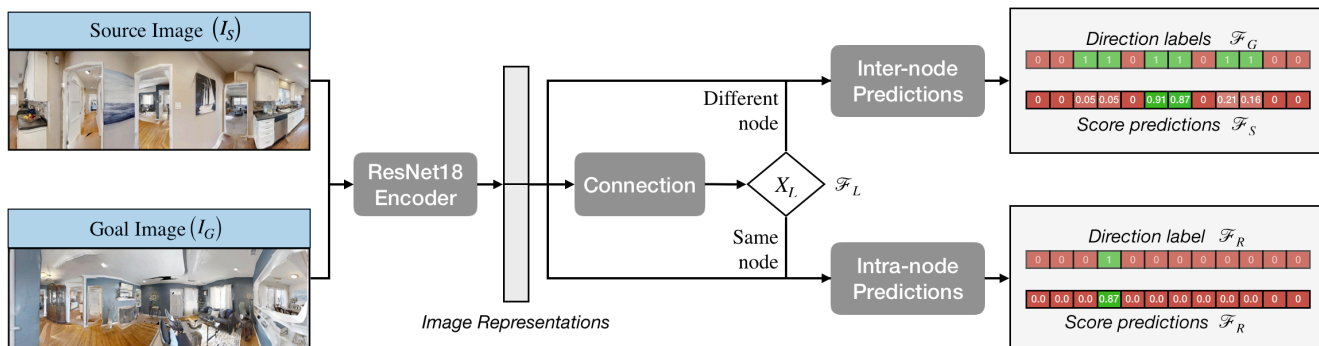 Source Image (I_S)
Goal Image (I_G)
ResNet18
Encoder
Image Representations
Connection
Different
node
X_L
ℱ_L
Same
node
Inter-node
Predictions
Intra-node
Predictions
Direction labels ℱ_G
0 0 1 1 0 1 1 0 1 1 0 0
0 0 0.05 0.05 0 0.91 0.87 0 0.21 0.16 0 0
Score predictions ℱ_S
Direction label ℱ_R
0 0 0 1 0 0 0 0 0 0 0 0
0.0 0.0 0.0 0.87 0.0 0.0 0.0 0.0 0.0 0.0 0 0
Score predictions ℱ_R